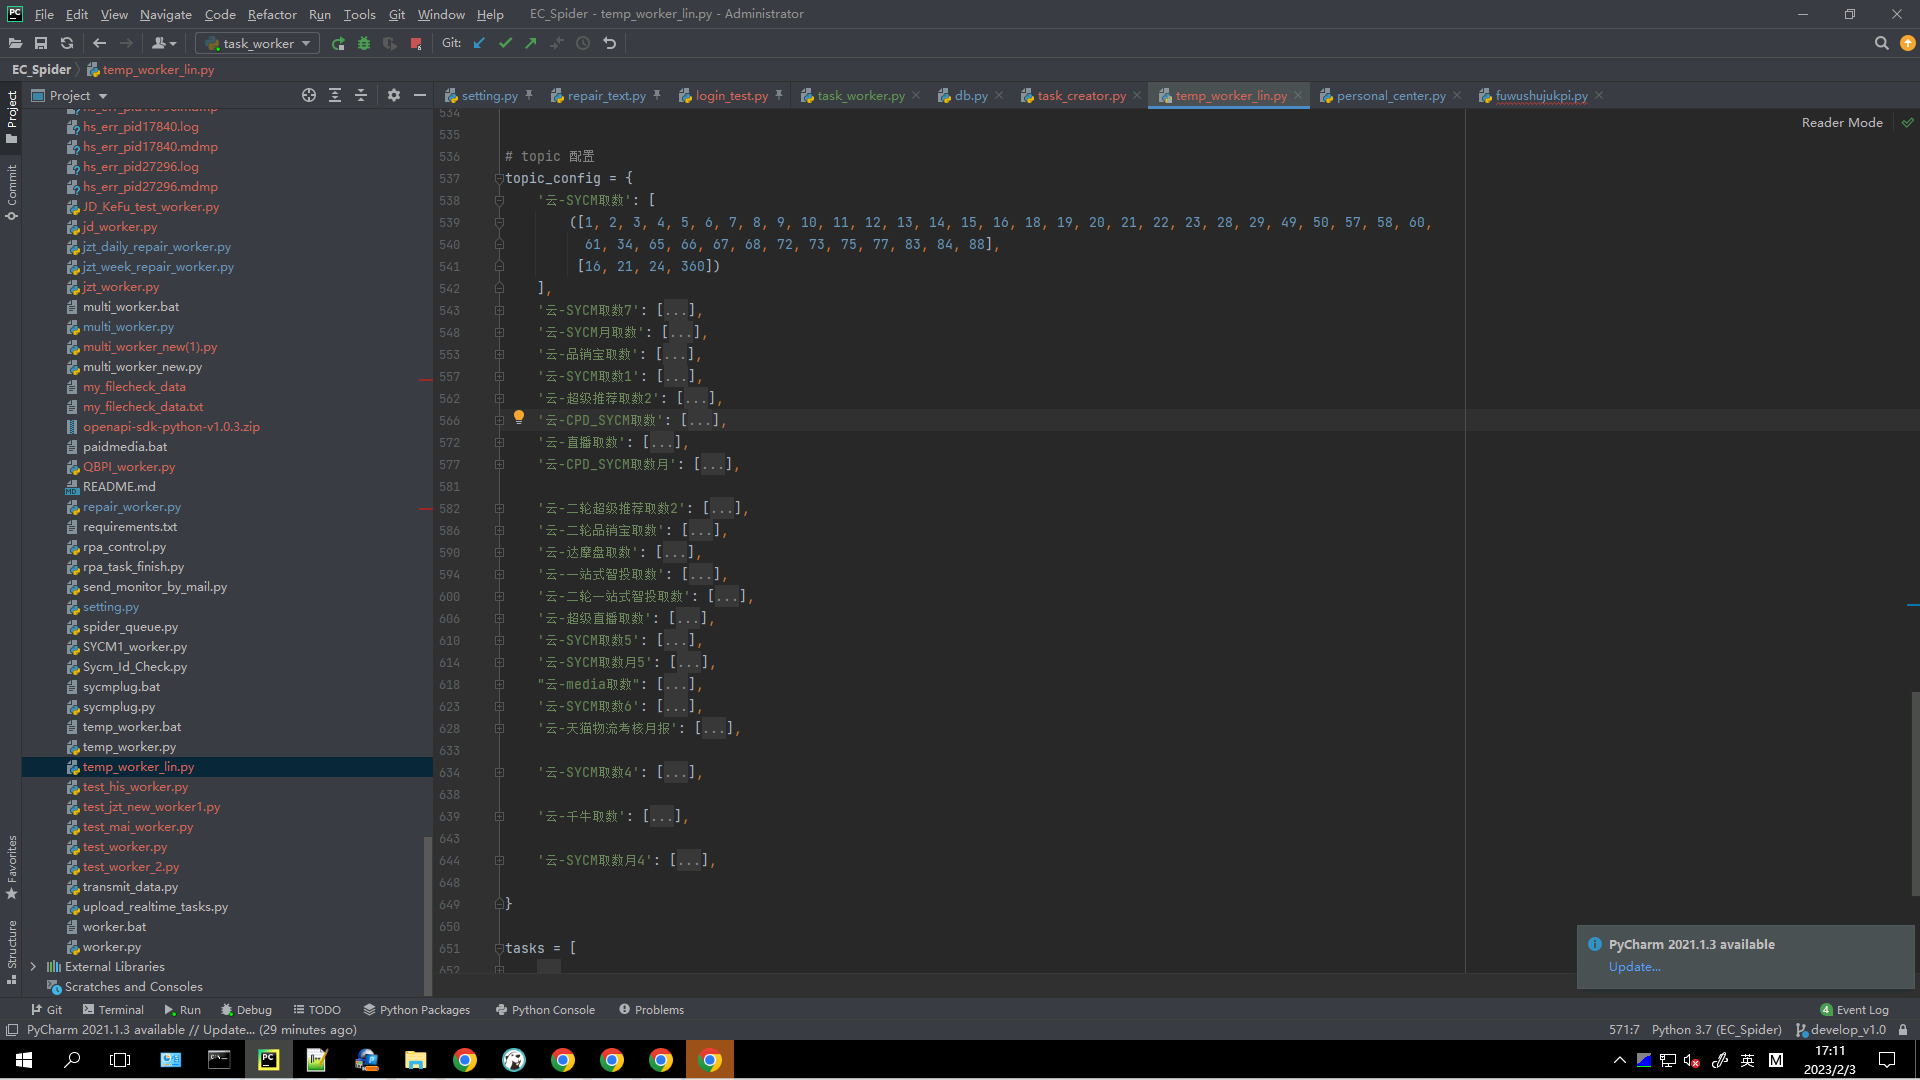 File Edit View Navigate Code Refactor Run Tools Git Window Help EC_Spider - temp_worker_lin.py - Administrator
task_worker Git:
EC_Spider temp_worker_lin.py
Project
Commit
Favorites
Structure
Project
hs_err_pid17840.log
hs_err_pid17840.mdmp
hs_err_pid27296.log
hs_err_pid27296.mdmp
JD_KeFu_test_worker.py
jd_worker.py
jzt_daily_repair_worker.py
jzt_week_repair_worker.py
jzt_worker.py
multi_worker.bat
multi_worker.py
multi_worker_new(1).py
multi_worker_new.py
my_filecheck_data
my_filecheck_data.txt
openapi-sdk-python-v1.0.3.zip
paidmedia.bat
QBPI_worker.py
README.md
repair_worker.py
requirements.txt
rpa_control.py
rpa_task_finish.py
send_monitor_by_mail.py
setting.py
spider_queue.py
SYCM1_worker.py
Sycm_Id_Check.py
sycmplug.bat
sycmplug.py
temp_worker.bat
temp_worker.py
temp_worker_lin.py
test_his_worker.py
test_jzt_new_worker1.py
test_mai_worker.py
test_worker.py
test_worker_2.py
transmit_data.py
upload_realtime_tasks.py
worker.bat
worker.py
External Libraries
Scratches and Consoles
setting.py repair_text.py login_test.py task_worker.py db.py task_creator.py temp_worker_lin.py personal_center.py fuwushujukpi.py
Reader Mode
534
535
536 # topic 配置
537 topic_config = {
538 '云-SYCM取数': [
539 ([1, 2, 3, 4, 5, 6, 7, 8, 9, 10, 11, 12, 13, 14, 15, 16, 18, 19, 20, 21, 22, 23, 28, 29, 49, 50, 57, 58, 60,
540 61, 34, 65, 66, 67, 68, 72, 73, 75, 77, 83, 84, 88],
541 [16, 21, 24, 360])
542 ],
543 '云-SYCM取数7': [...],
548 '云-SYCM月取数': [...],
553 '云-品销宝取数': [...],
557 '云-SYCM取数1': [...],
562 '云-超级推荐取数2': [...],
566 '云-CPD_SYCM取数': [...],
572 '云-直播取数': [...],
577 '云-CPD_SYCM取数月': [...],
581
582 '云-二轮超级推荐取数2': [...],
586 '云-二轮品销宝取数': [...],
590 '云-达摩盘取数': [...],
594 '云-一站式智投取数': [...],
600 '云-二轮一站式智投取数': [...],
606 '云-超级直播取数': [...],
610 '云-SYCM取数5': [...],
614 '云-SYCM取数月5': [...],
618 "云-media取数": [...],
623 '云-SYCM取数6': [...],
628 '云-天猫物流考核月报': [...],
633
634 '云-SYCM取数4': [...],
638
639 '云-千牛取数': [...],
643
644 '云-SYCM取数月4': [...],
648
649 }
650
651 tasks = [
652
PyCharm 2021.1.3 available
Update...
Git Terminal Run Debug TODO Python Packages Python Console Problems 4 Event Log
PyCharm 2021.1.3 available // Update... (29 minutes ago) 571:7 Python 3.7 (EC_Spider) develop_v1.0
英 M 17:11
2023/2/3